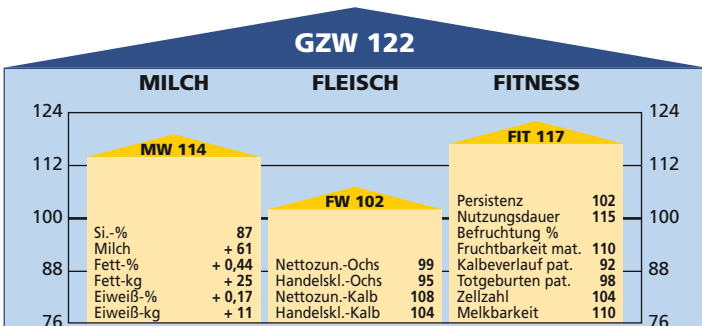 GZW 122
MILCH FLEISCH FITNESS
124 124
112 112
100 100
88 88
76 76
MW 114
Si.-% 87
Milch + 61
Fett-% + 0,44
Fett-kg + 25
Eiweiß-% + 0,17
Eiweiß-kg + 11
FW 102
Nettozun.-Ochs 99
Handelskl.-Ochs 95
Nettozun.-Kalb 108
Handelskl.-Kalb 104
FIT 117
Persistenz 102
Nutzungsdauer 115
Befruchtung %
Fruchtbarkeit mat. 110
Kalbeverlauf pat. 92
Totgeburten pat. 98
Zellzahl 104
Melkbarkeit 110